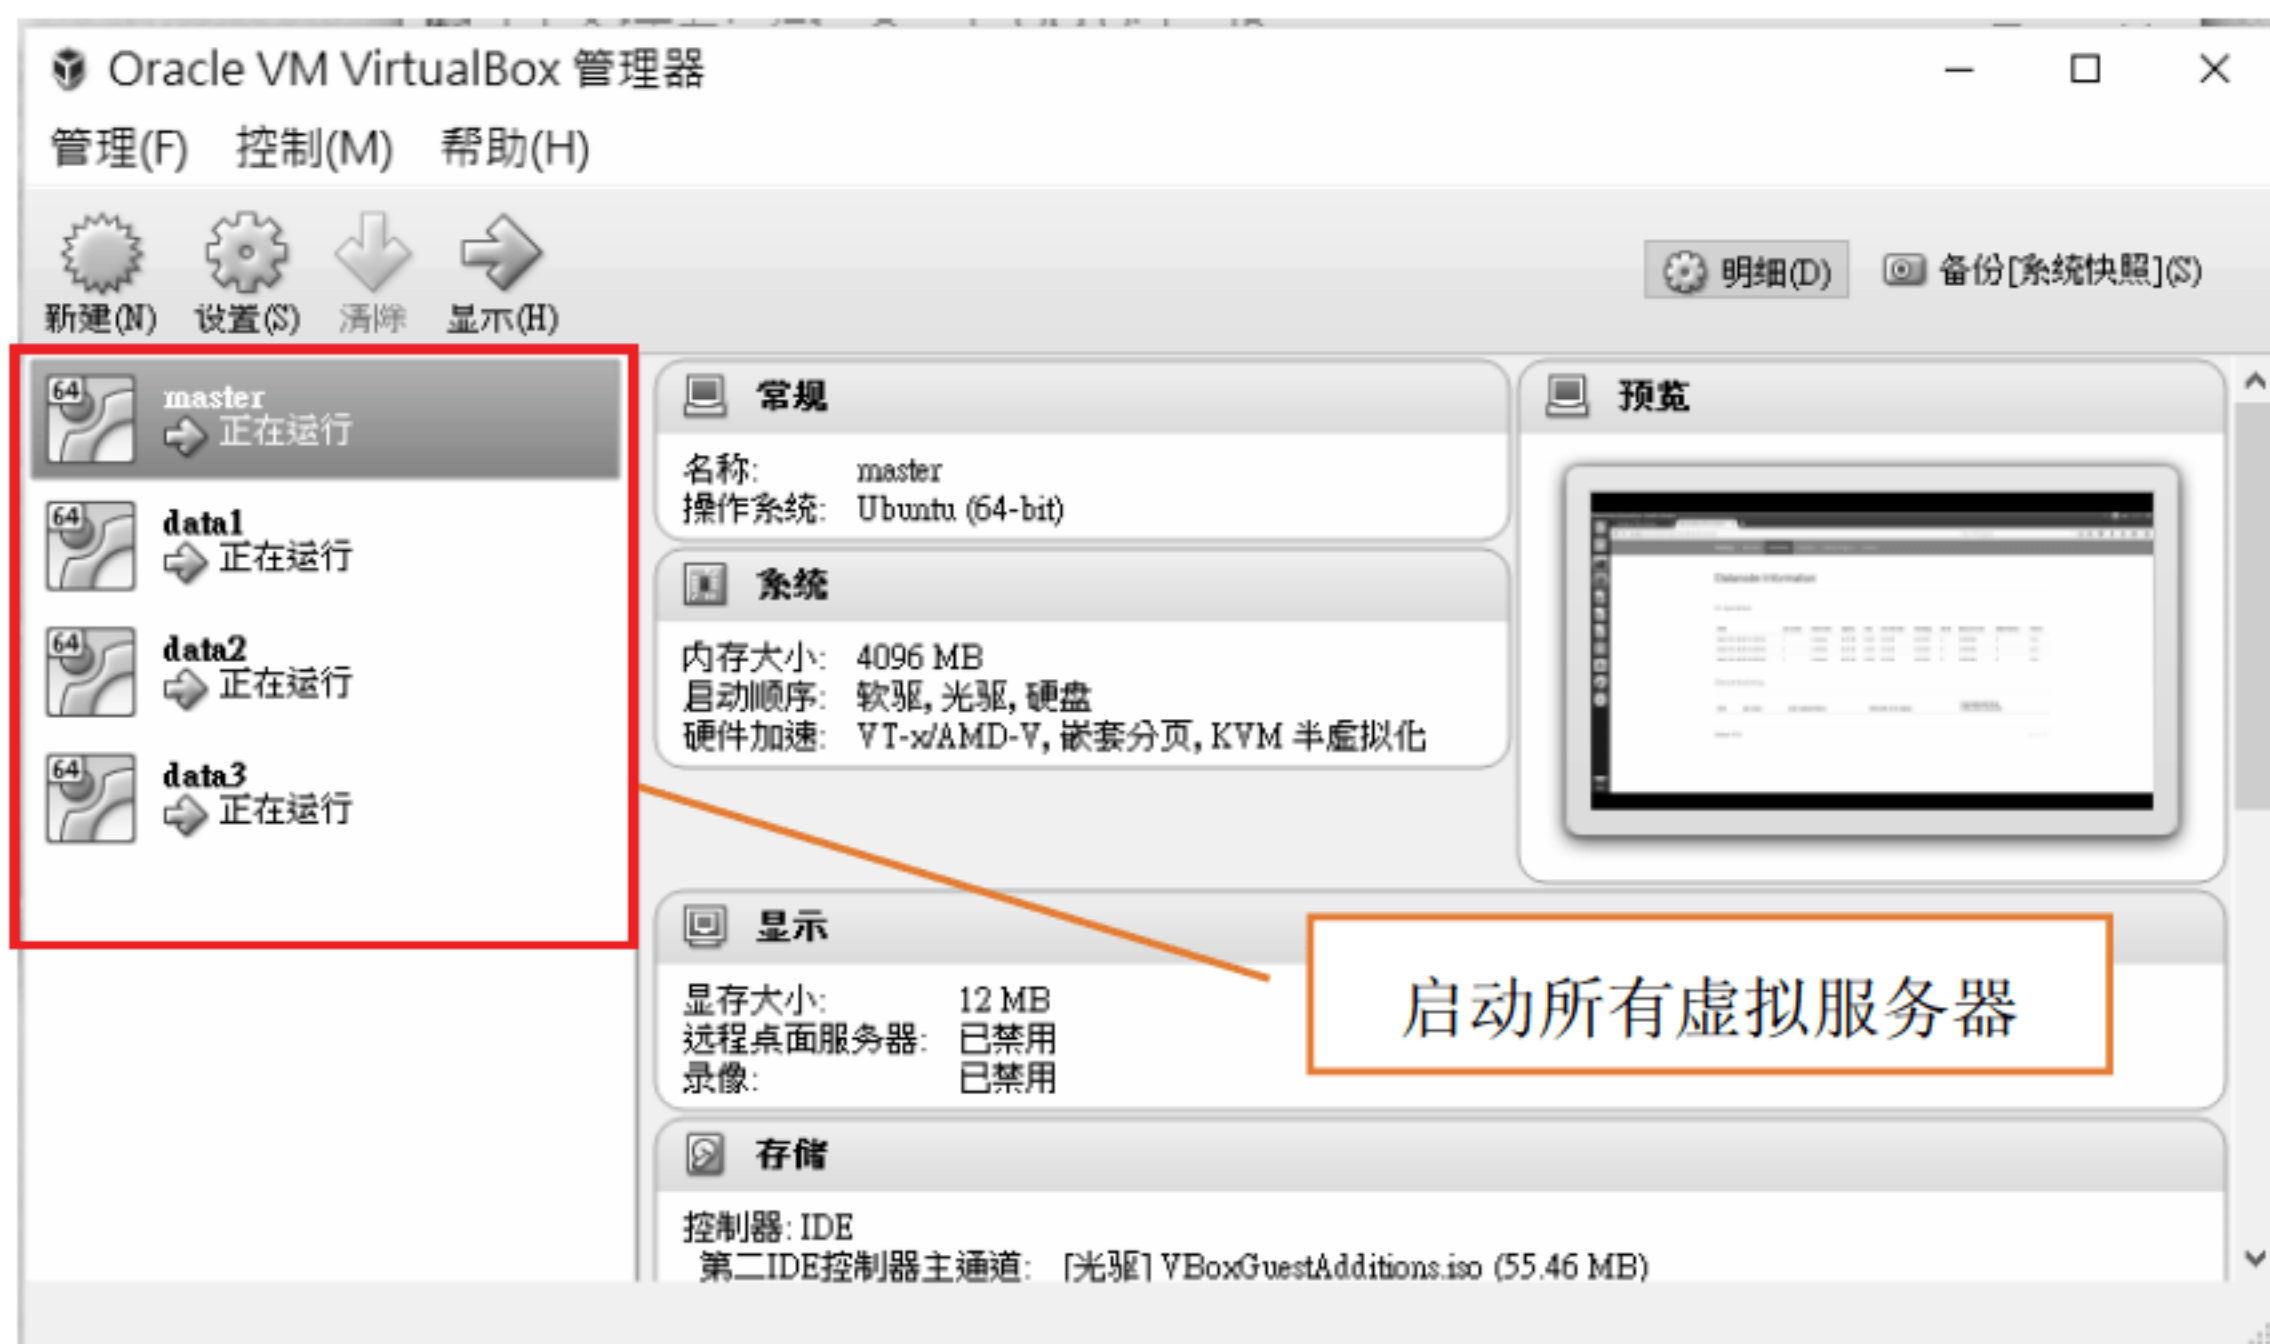 Oracle VM VirtualBox 管理器
管理(F) 控制(M) 帮助(H)
新建(N) 设置(S) 清除 显示(H)
明细(D) 备份[系统快照](S)
64 master
正在运行
64 data1
正在运行
64 data2
正在运行
64 data3
正在运行
常规
名称: master
操作系统: Ubuntu (64-bit)
系统
内存大小: 4096 MB
启动顺序: 软驱, 光驱, 硬盘
硬件加速: VT-x/AMD-V, 嵌套分页, KVM 半虚拟化
预览
Datanode Information
显示
显存大小: 12 MB
远程桌面服务器: 已禁用
录像: 已禁用
启动所有虚拟服务器
存储
控制器: IDE
第二IDE控制器主通道: [光驱] VBoxGuestAdditions.iso (55.46 MB)